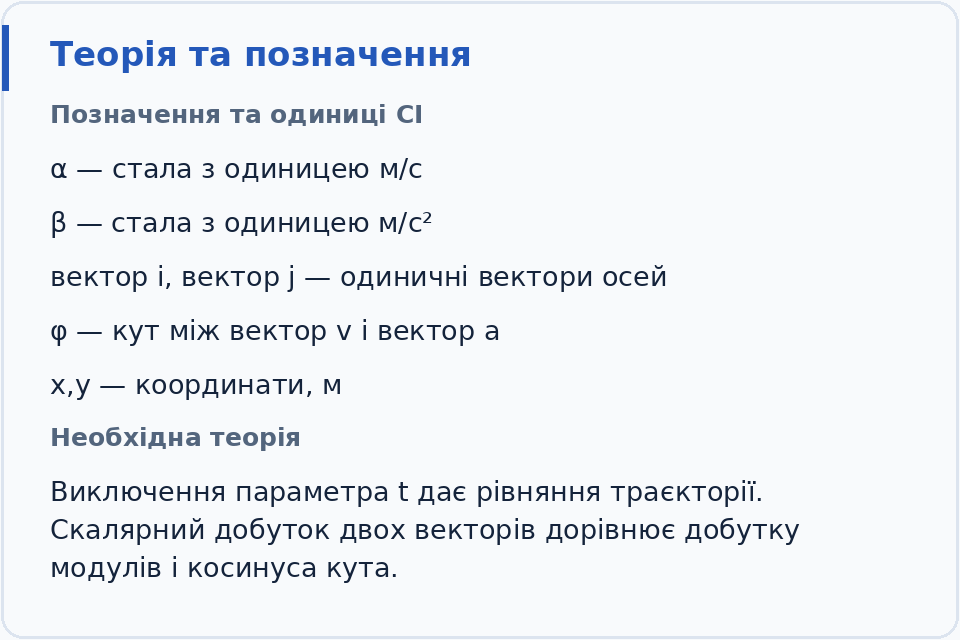 Теорія та позначення
Позначення та одиниці СІ
α — стала з одиницею м/с
β — стала з одиницею м/с²
вектор i, вектор j — одиничні вектори осей
φ — кут між вектор v і вектор a
x,y — координати, м
Необхідна теорія
Виключення параметра t дає рівняння траєкторії.
Скалярний добуток двох векторів дорівнює добутку
модулів і косинуса кута.